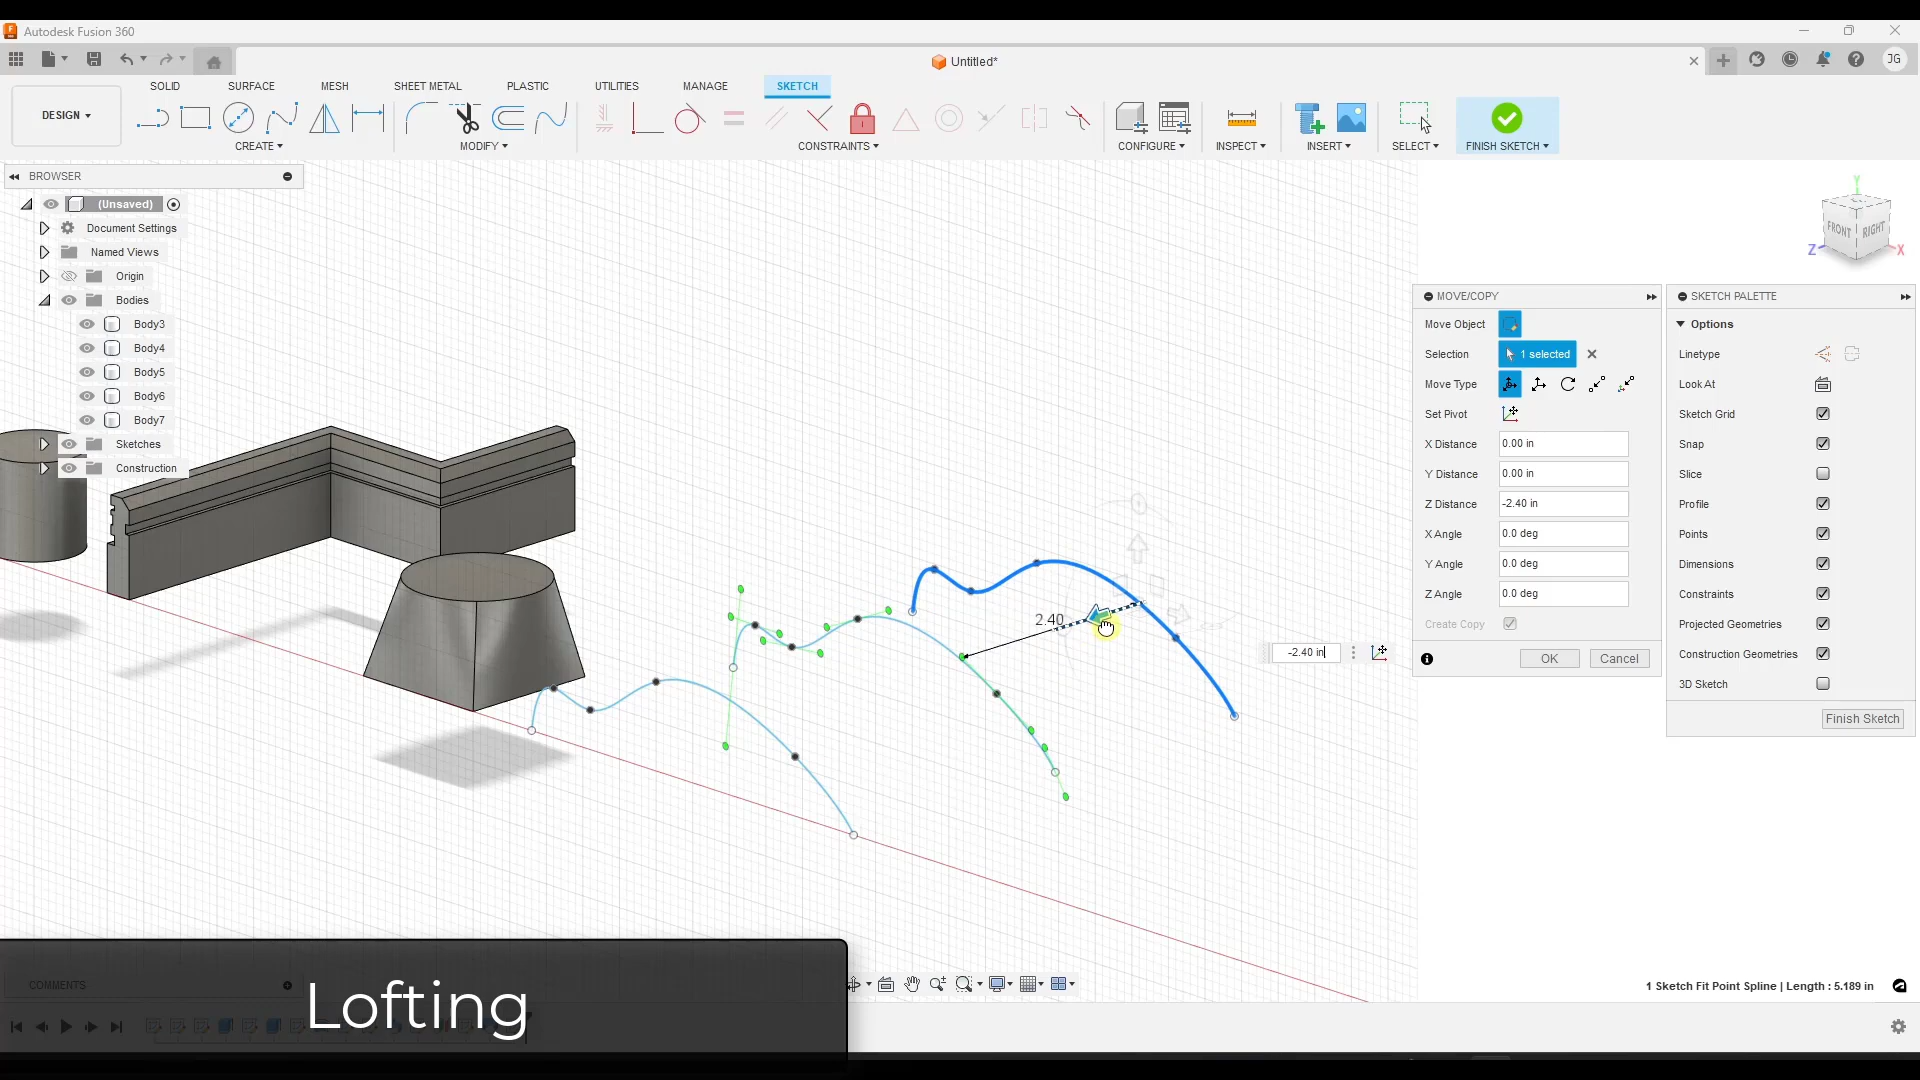 Autodesk Fusion 360
Untitled*
JG
SOLID SURFACE MESH SHEET METAL PLASTIC UTILITIES MANAGE SKETCH
DESIGN
CREATE MODIFY CONSTRAINTS CONFIGURE INSPECT INSERT SELECT FINISH SKETCH
BROWSER
(Unsaved)
Document Settings
Named Views
Origin
Bodies
Body3
Body4
Body5
Body6
Body7
Sketches
Construction
Y
FRONT RIGHT
Z X
MOVE/COPY
Move Object
Selection 1 selected
Move Type
Set Pivot
X Distance 0.00 in
Y Distance 0.00 in
Z Distance -2.40 in
X Angle 0.0 deg
Y Angle 0.0 deg
Z Angle 0.0 deg
Create Copy
OK Cancel
SKETCH PALETTE
Options
Linetype
Look At
Sketch Grid
Snap
Slice
Profile
Points
Dimensions
Constraints
Projected Geometries
Construction Geometries
3D Sketch
Finish Sketch
2.40
-2.40 in
COMMENTS
Lofting
1 Sketch Fit Point Spline | Length : 5.189 in